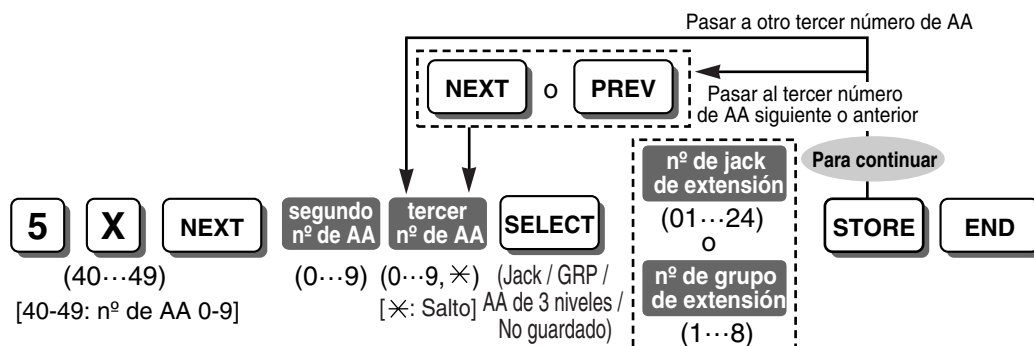 Pasar a otro tercer número de AA
NEXT o PREV
Pasar al tercer número
de AA siguiente o anterior
Para continuar
5 X NEXT
segundo
nº de AA
tercer
nº de AA
SELECT
nº de jack
de extensión
(01···24)
o
nº de grupo
de extensión
(1···8)
STORE END
(40···49)
[40-49: nº de AA 0-9]
(0···9) (0···9, ✳)
[✳: Salto]
(Jack / GRP /
AA de 3 niveles /
No guardado)